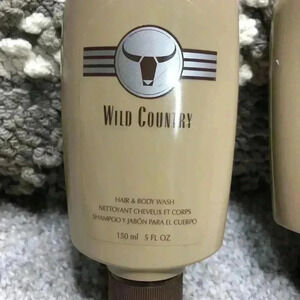 WILD COUNTRY
HAIR & BODY WASH
NETTOYANT CHEVEUX ET CORPS
SHAMPOO Y JABÓN PARA EL CUERPO
150 ml 5 FL OZ